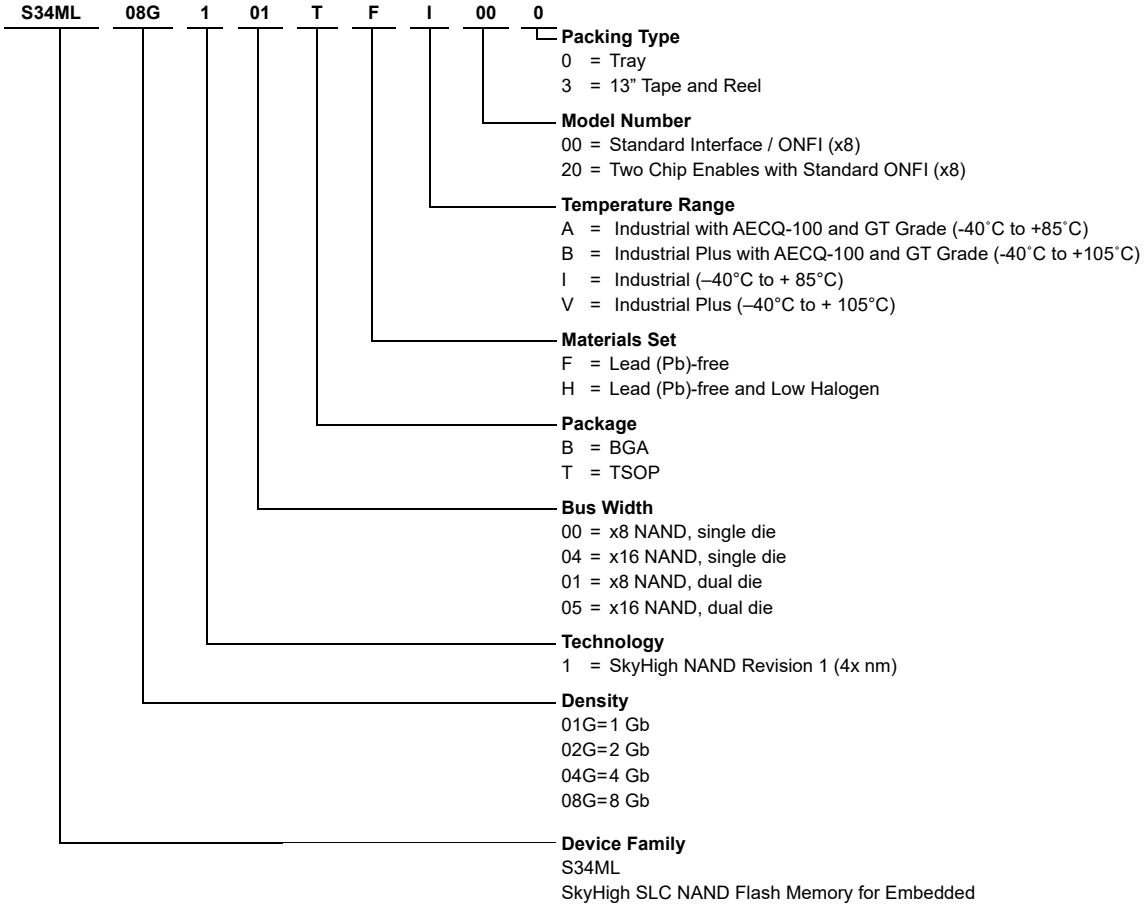 S34ML 08G 1 01 T F I 00 0
Packing Type
0 = Tray
3 = 13” Tape and Reel
Model Number
00 = Standard Interface / ONFI (x8)
20 = Two Chip Enables with Standard ONFI (x8)
Temperature Range
A = Industrial with AECQ-100 and GT Grade (-40˚C to +85˚C)
B = Industrial Plus with AECQ-100 and GT Grade (-40˚C to +105˚C)
I = Industrial (–40°C to + 85°C)
V = Industrial Plus (–40°C to + 105°C)
Materials Set
F = Lead (Pb)-free
H = Lead (Pb)-free and Low Halogen
Package
B = BGA
T = TSOP
Bus Width
00 = x8 NAND, single die
04 = x16 NAND, single die
01 = x8 NAND, dual die
05 = x16 NAND, dual die
Technology
1 = SkyHigh NAND Revision 1 (4x nm)
Density
01G=1 Gb
02G=2 Gb
04G=4 Gb
08G=8 Gb
Device Family
S34ML
SkyHigh SLC NAND Flash Memory for Embedded